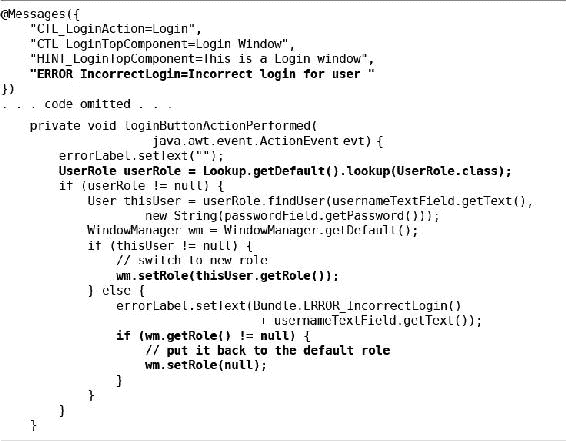 @Messages({
    "CTL_LoginAction=Login",
    "CTL_LoginTopComponent=Login Window",
    "HINT_LoginTopComponent=This is a Login window",
    "ERROR_IncorrectLogin=Incorrect login for user "
})
. . . code omitted . . .
    private void loginButtonActionPerformed(
                     java.awt.event.ActionEvent evt) {
        errorLabel.setText("");
        UserRole userRole = Lookup.getDefault().lookup(UserRole.class);
        if (userRole != null) {
            User thisUser = userRole.findUser(usernameTextField.getText(),
                    new String(passwordField.getPassword()));
            WindowManager wm = WindowManager.getDefault();
            if (thisUser != null) {
                // switch to new role
                wm.setRole(thisUser.getRole());
            } else {
                errorLabel.setText(Bundle.ERROR_IncorrectLogin()
                                    + usernameTextField.getText());
                if (wm.getRole() != null) {
                    // put it back to the default role
                    wm.setRole(null);
                }
            }
        }
    }